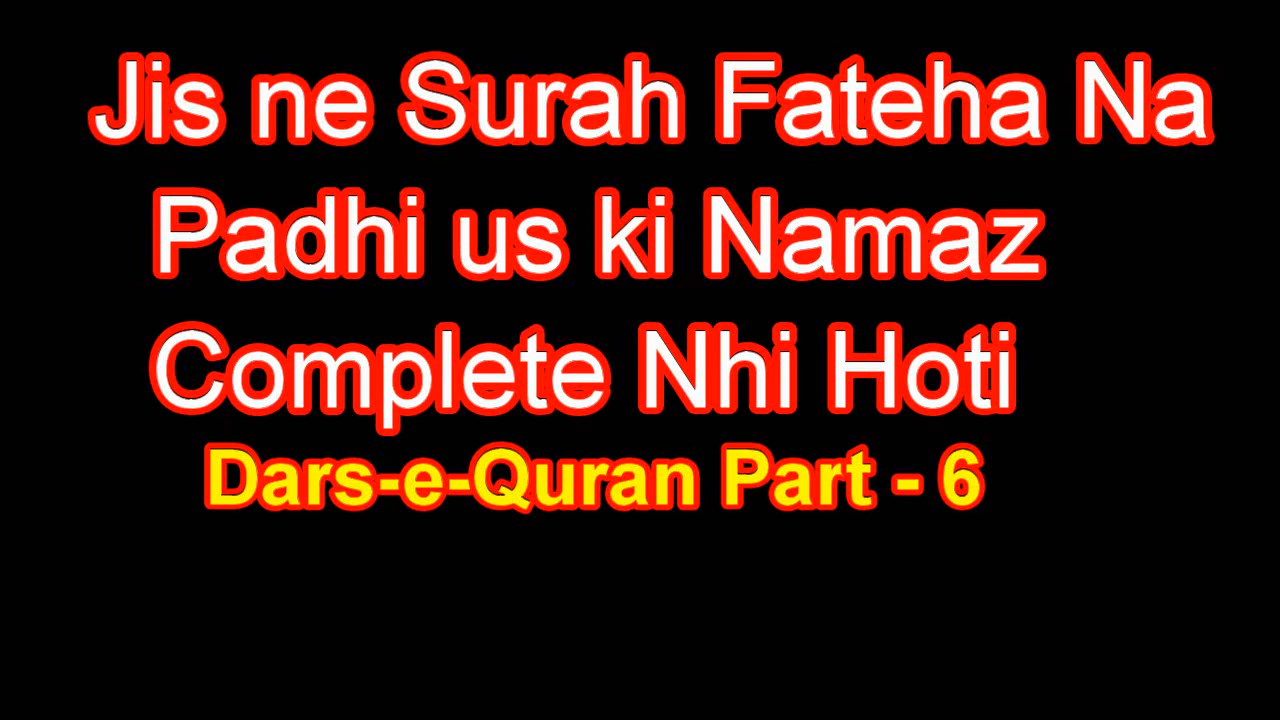 Jis ne Surah Fateha Na
Padhi us ki Namaz
Complete Nhi Hoti
Dars-e-Quran Part - 6